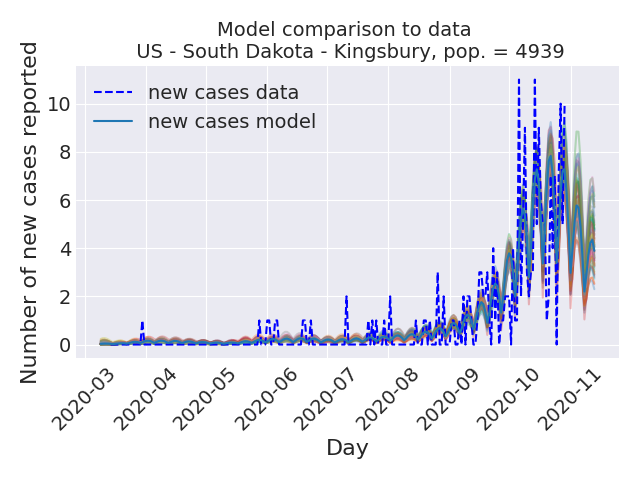 Model comparison to data
US - South Dakota - Kingsbury, pop. = 4939
new cases data
new cases model
Number of new cases reported
10
8
6
4
2
0
2020-03
2020-04
2020-05
2020-06
2020-07
2020-08
2020-09
2020-10
2020-11
Day